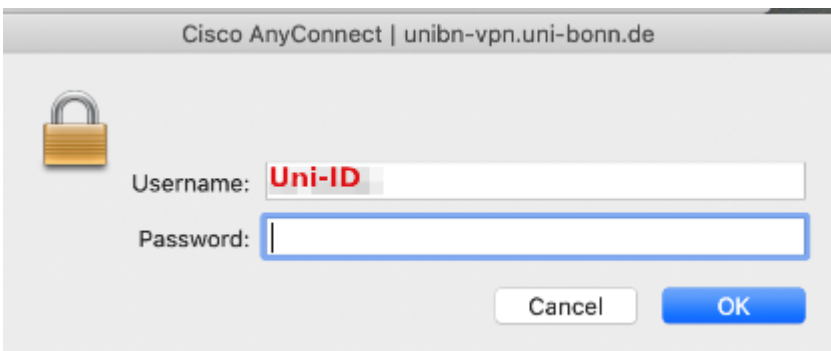 Cisco AnyConnect | unibn-vpn.uni-bonn.de
Username: Uni-ID
Password:
Cancel OK